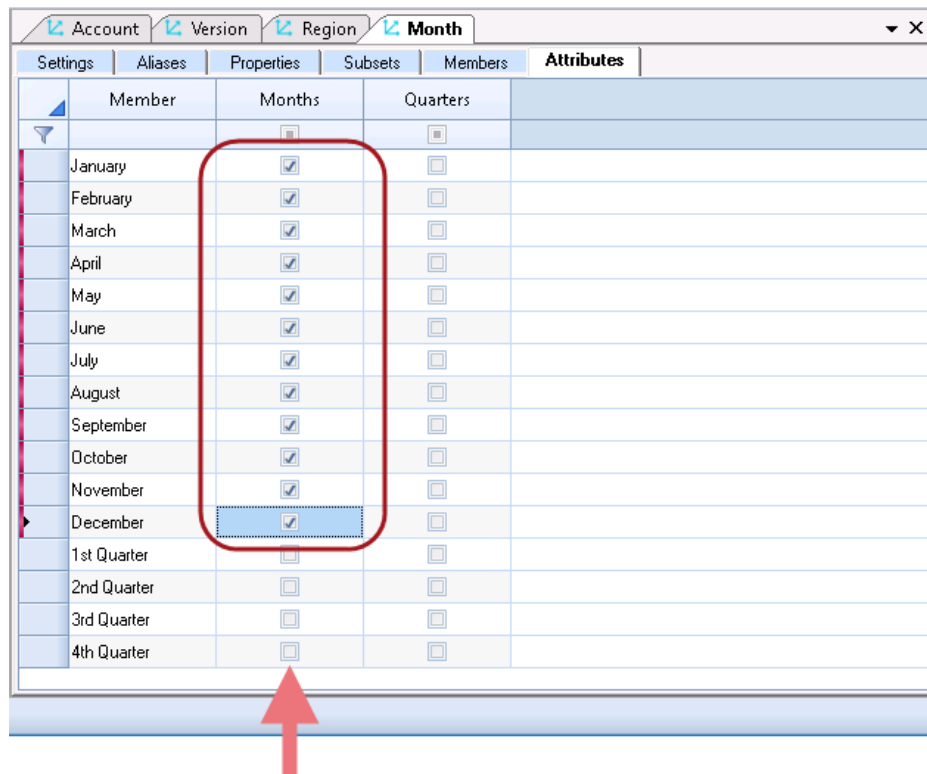 Account Version Region Month
Settings Aliases Properties Subsets Members Attributes
Member Months Quarters
January
February
March
April
May
June
July
August
September
October
November
December
1st Quarter
2nd Quarter
3rd Quarter
4th Quarter